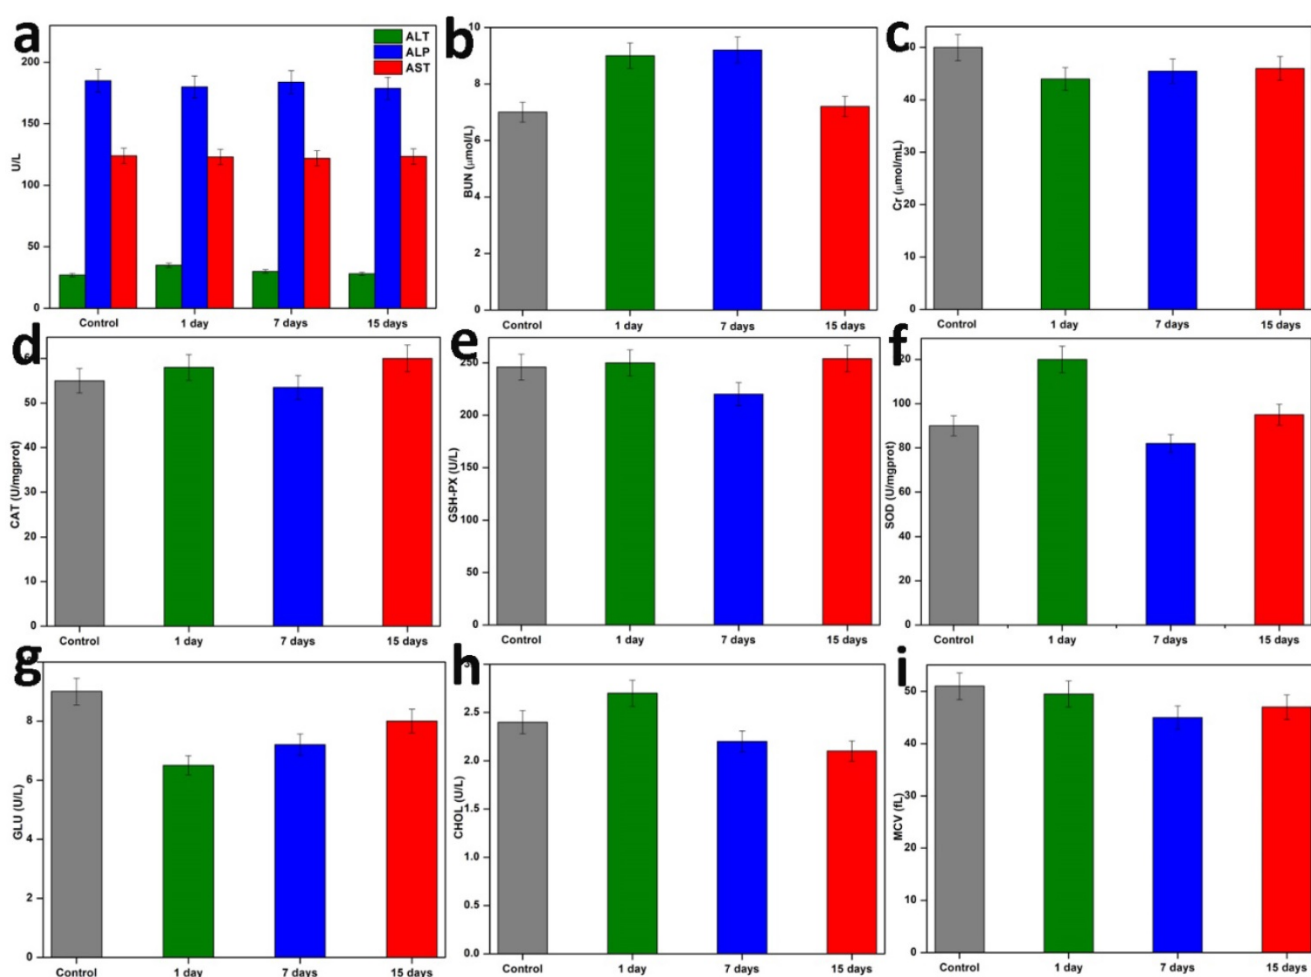 a
ALT
ALP
AST
200
150
100
50
0
U/L
Control 1 day 7 days 15 days
b
10
8
6
4
2
0
BUN (μmol/L)
Control 1 day 7 days 15 days
c
40
20
0
Cr (μmol/mL)
Control 1 day 7 days 15 days
d
50
40
30
20
10
0
CAT (U/mgprot)
Control 1 day 7 days 15 days
e
250
200
150
100
50
0
GSH-PX (U/L)
Control 1 day 7 days 15 days
f
100
80
60
40
20
0
SOD (U/mgprot)
Control 1 day 7 days 15 days
g
8
6
4
2
0
GLU (U/L)
Control 1 day 7 days 15 days
h
2.5
2.0
1.5
1.0
0.5
0.0
CHOL (U/L)
Control 1 day 7 days 15 days
i
50
40
30
20
10
0
MCV (fL)
Control 1 day 7 days 15 days